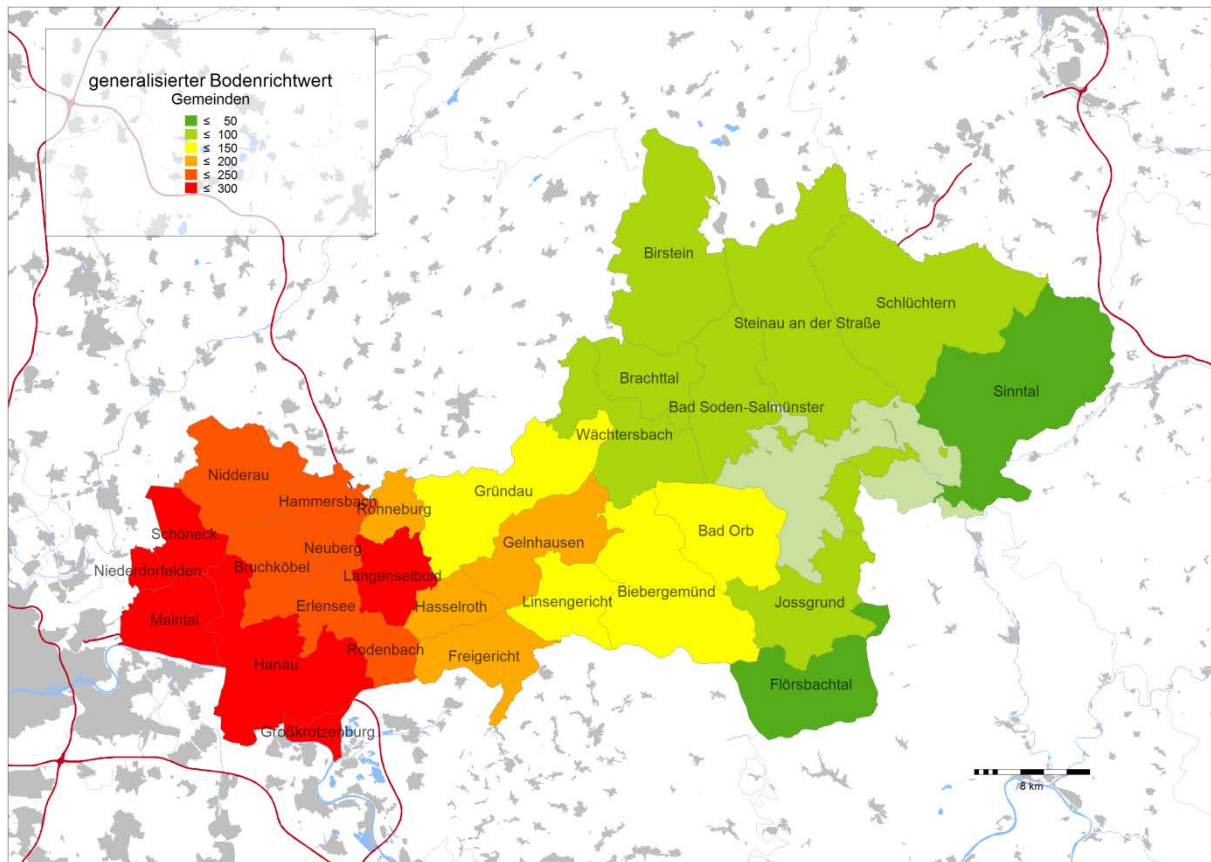 generalisierter Bodenrichtwert
Gemeinden
≤ 50
≤ 100
≤ 150
≤ 200
≤ 250
≤ 300
Birstein
Schlüchtern
Steinau an der Straße
Brachttal
Sinntal
Bad Soden-Salmünster
Wächtersbach
Nidderau
Gründau
Hammersbach
Ronneburg
Bad Orb
Schöneck
Gelnhausen
Neuberg
Niederdorfelden
Bruchköbel
Langenselbold
Biebergemünd
Linsengericht
Jossgrund
Erlensee
Hasselroth
Maintal
Rodenbach
Freigericht
Hanau
Flörsbachtal
Großkrotzenburg
8 km